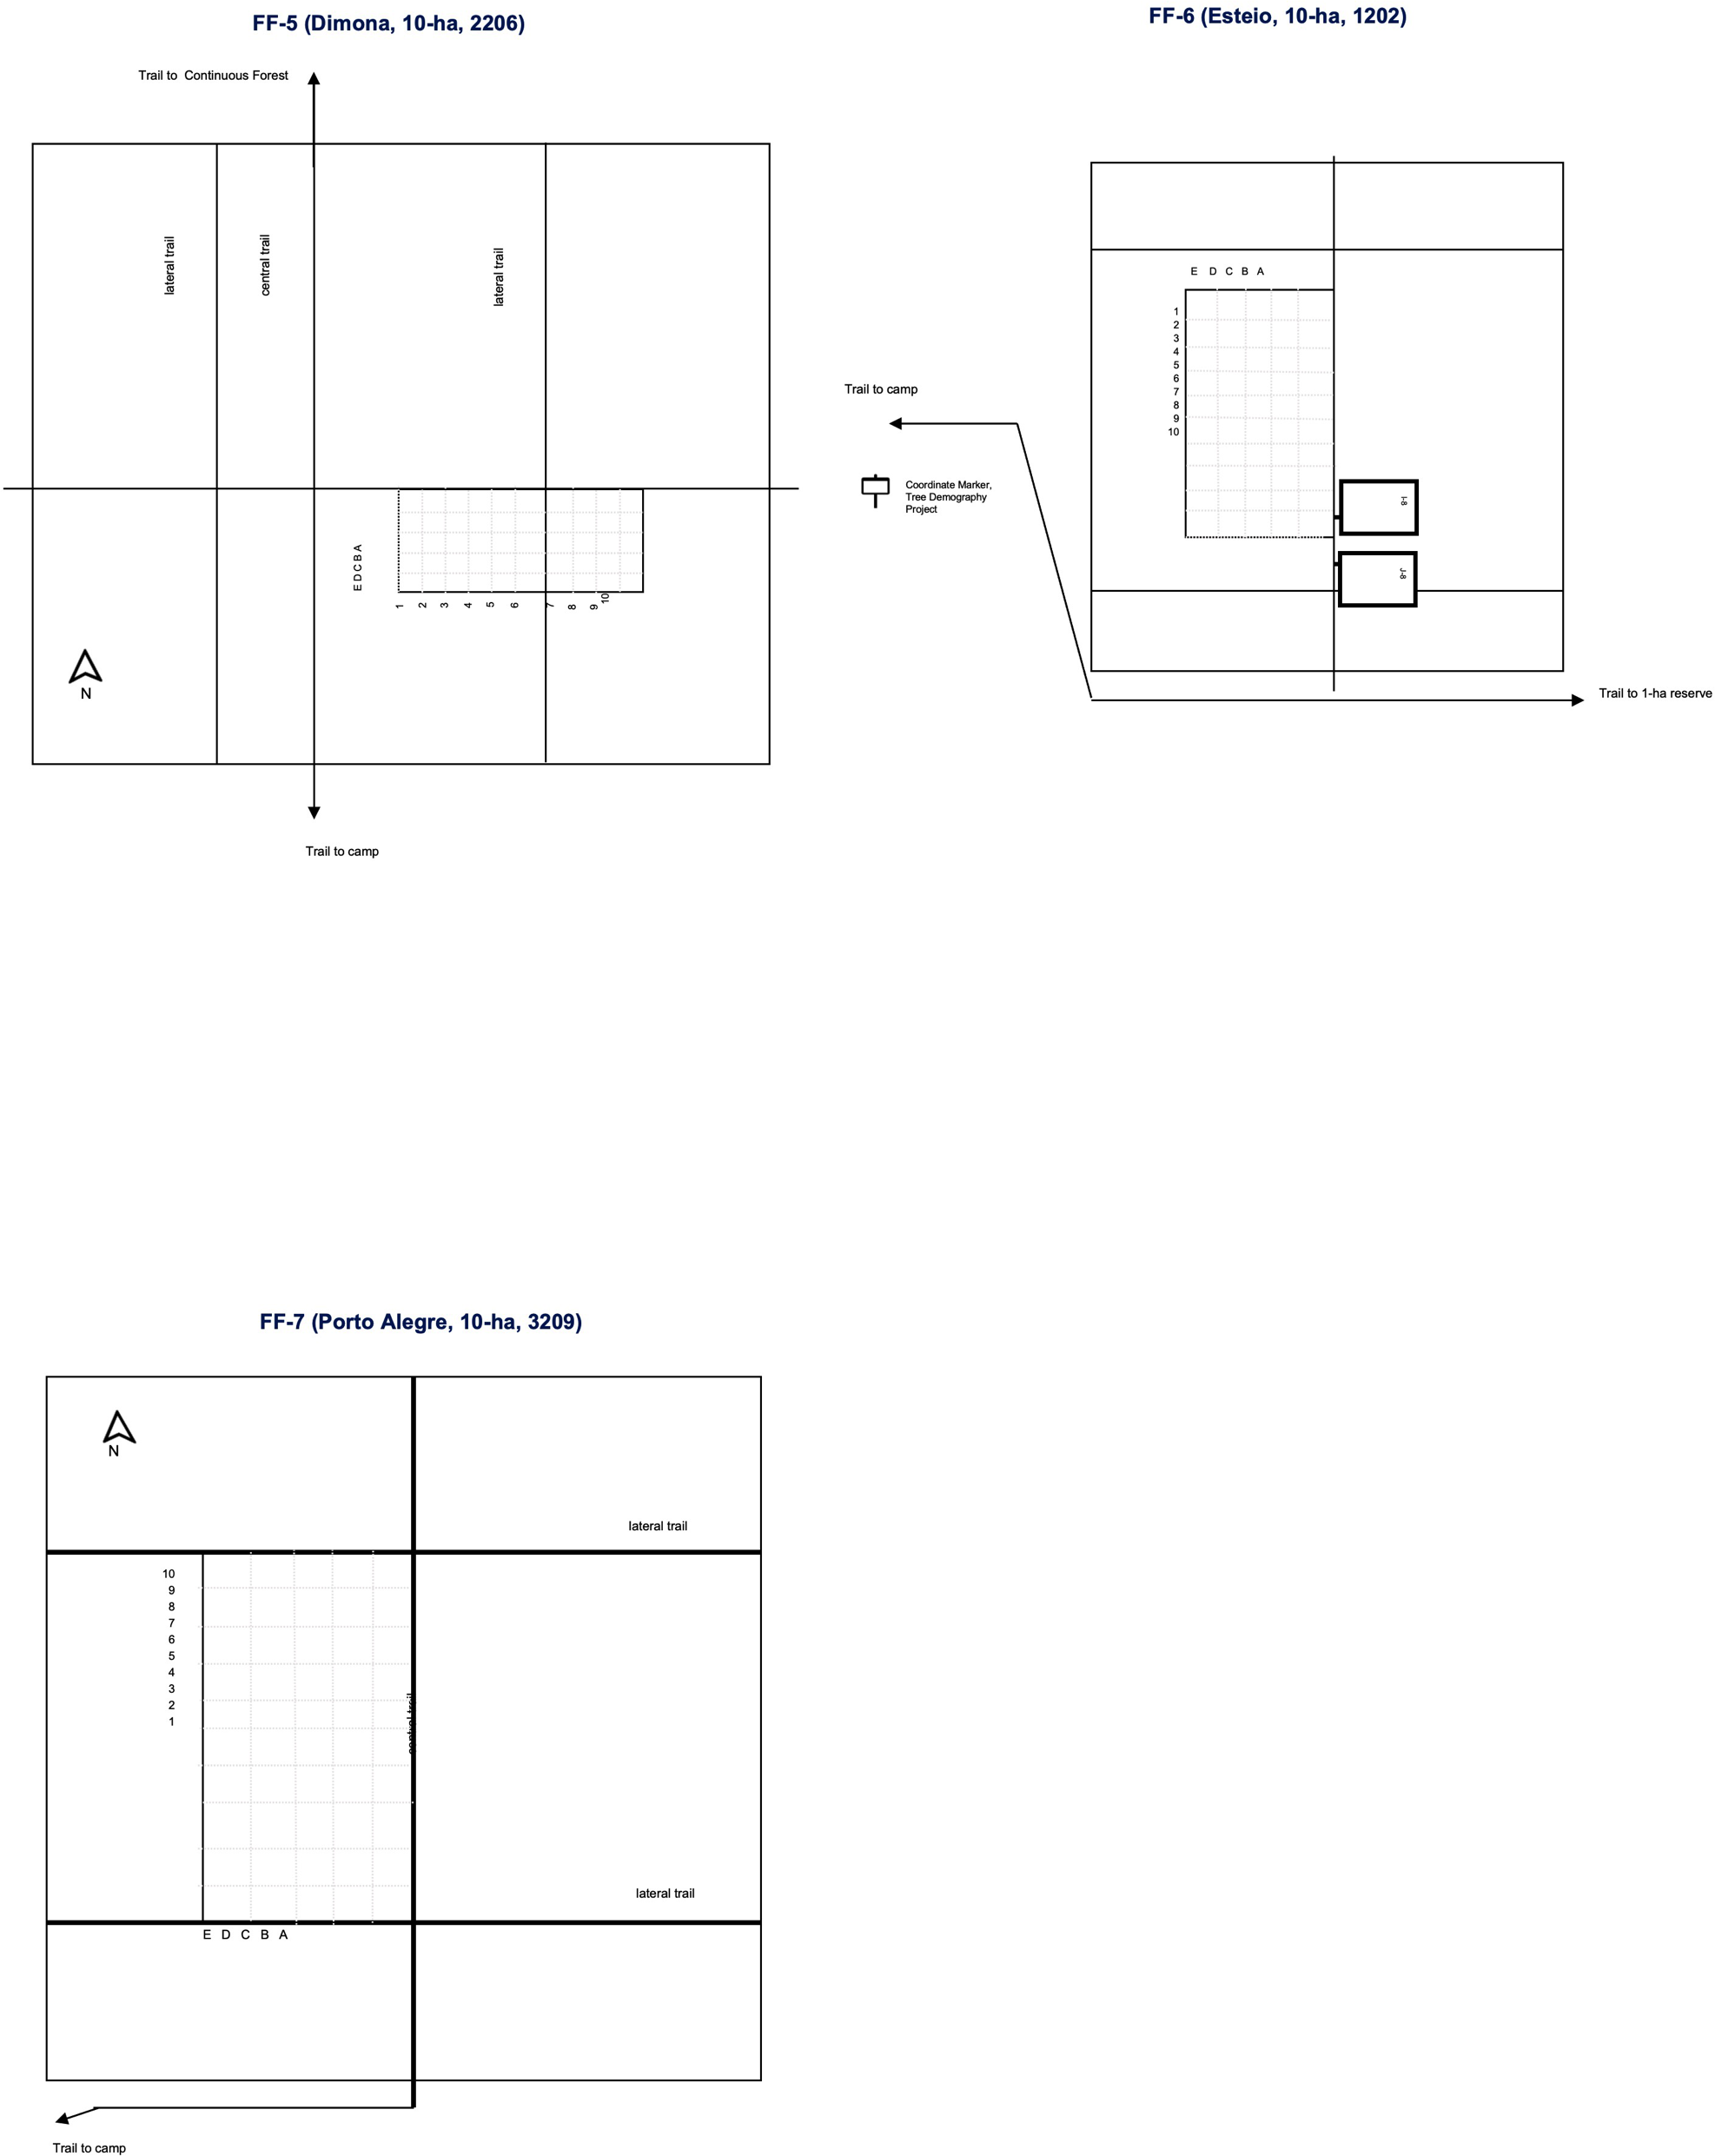 FF-5 (Dimona, 10-ha, 2206)
Trail to Continuous Forest
lateral trail
central trail
lateral trail
E D C B A
1 2 3 4 5 6 7 8 9 10
N
Trail to camp
FF-6 (Esteio, 10-ha, 1202)
E D C B A
1
2
3
4
5
6
7
8
9
10
Trail to camp
Coordinate Marker,
Tree Demography
Project
I-8
J-8
Trail to 1-ha reserve
FF-7 (Porto Alegre, 10-ha, 3209)
N
lateral trail
10
9
8
7
6
5
4
3
2
1
central trail
lateral trail
E D C B A
Trail to camp